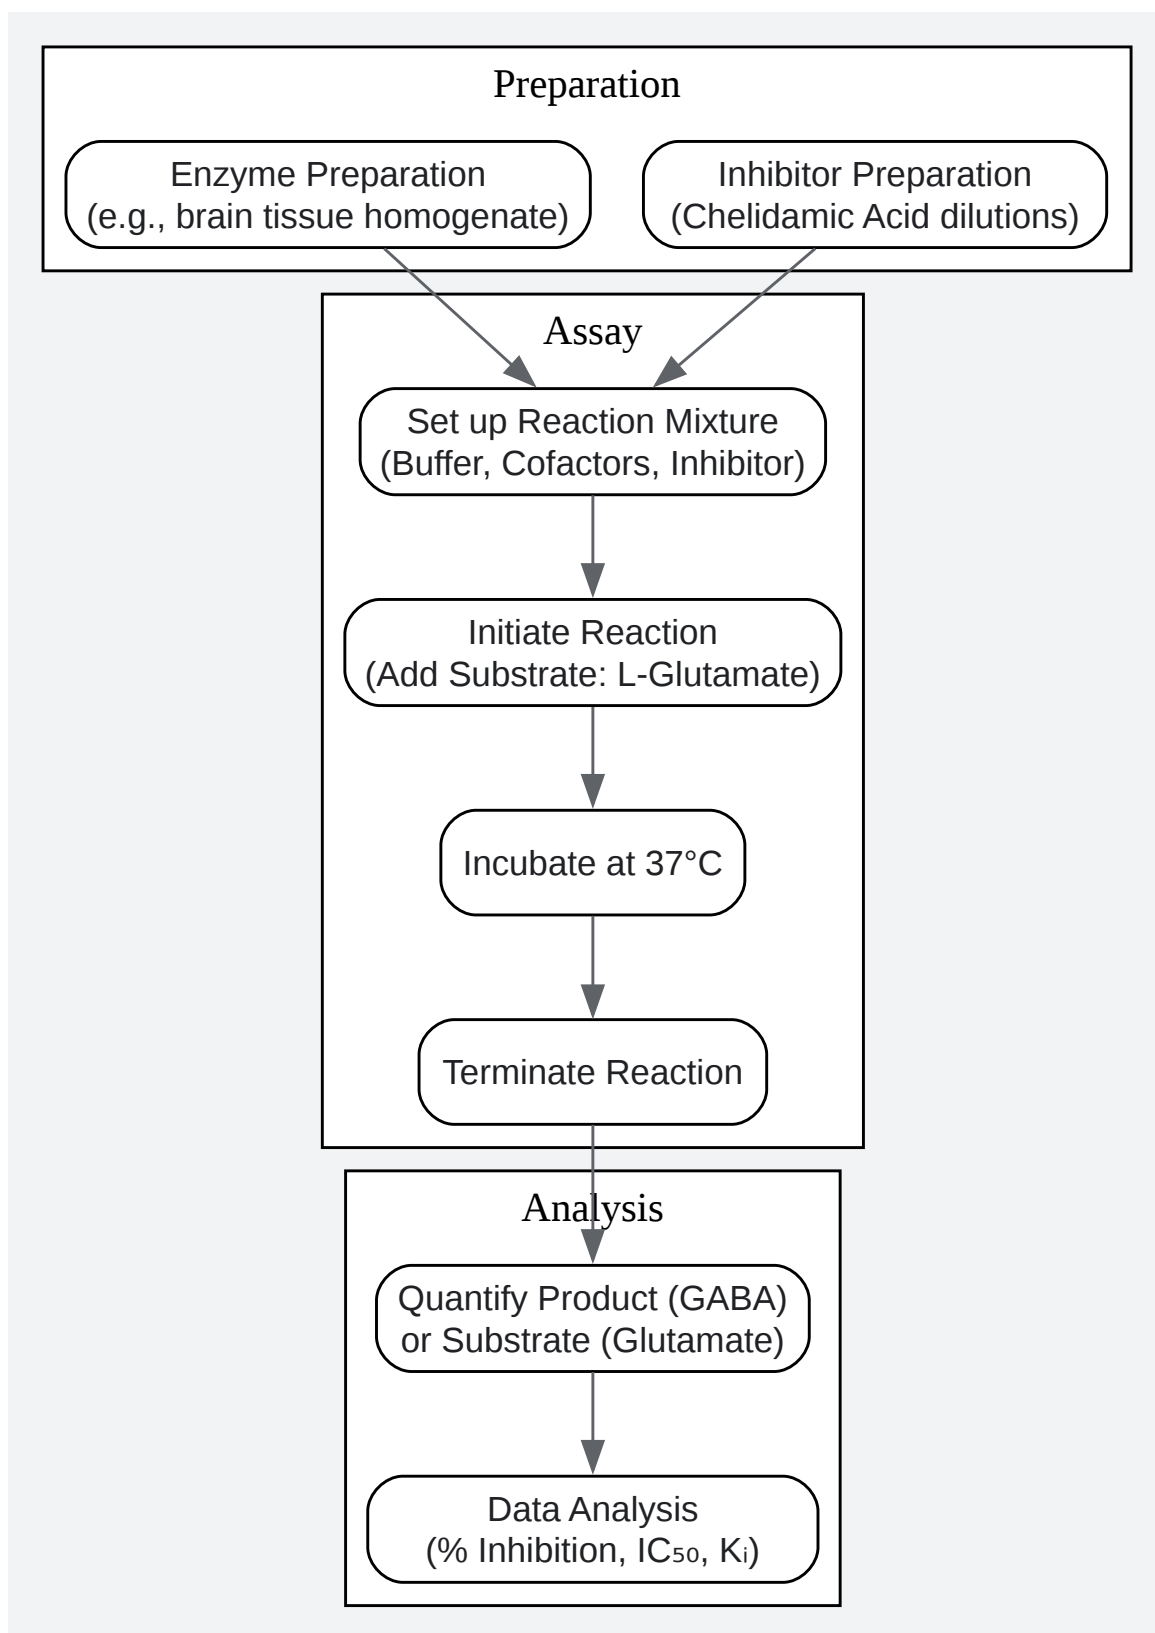 Preparation
Enzyme Preparation
(e.g., brain tissue homogenate)
Inhibitor Preparation
(Chelidamic Acid dilutions)
Assay
Set up Reaction Mixture
(Buffer, Cofactors, Inhibitor)
Initiate Reaction
(Add Substrate: L-Glutamate)
Incubate at 37°C
Terminate Reaction
Analysis
Quantify Product (GABA)
or Substrate (Glutamate)
Data Analysis
(% Inhibition, IC₅₀, Kᵢ)